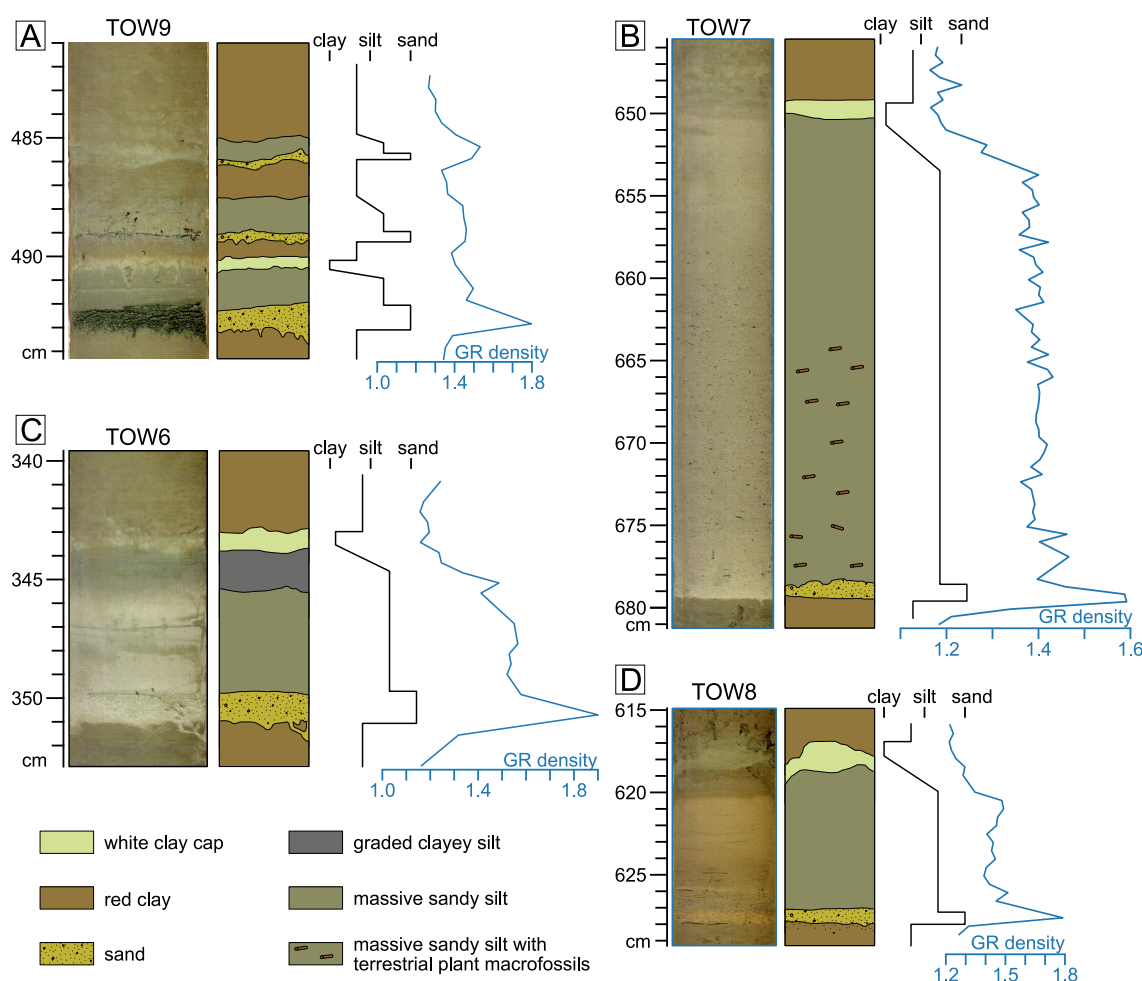 A
TOW9
clay silt sand
485
490
cm
GR density
1.0 1.4 1.8
B
TOW7
clay silt sand
650
655
660
665
670
675
680
cm
GR density
1.2 1.4 1.6
C
TOW6
clay silt sand
340
345
350
cm
GR density
1.0 1.4 1.8
D
TOW8
clay silt sand
615
620
625
cm
GR density
1.2 1.5 1.8
white clay cap
red clay
sand
graded clayey silt
massive sandy silt
massive sandy silt with
terrestrial plant macrofossils